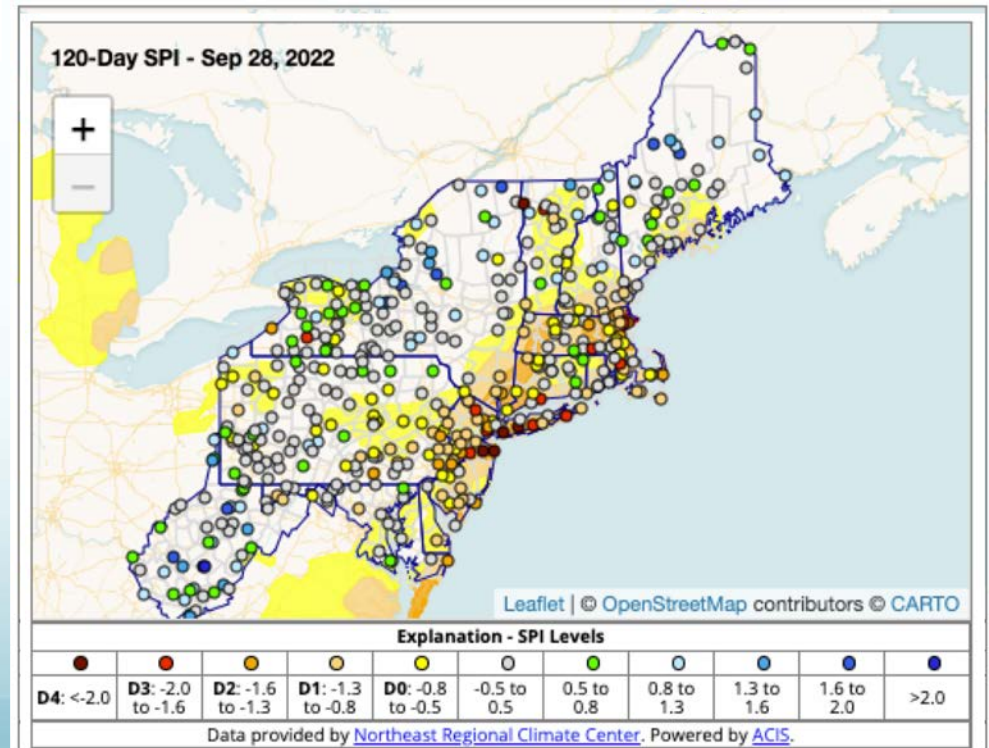 120-Day SPI - Sep 28, 2022
+
−
Leaflet | © OpenStreetMap contributors © CARTO
Explanation - SPI Levels
D4: <-2.0
D3: -2.0 to -1.6
D2: -1.6 to -1.3
D1: -1.3 to -0.8
D0: -0.8 to -0.5
-0.5 to 0.5
0.5 to 0.8
0.8 to 1.3
1.3 to 1.6
1.6 to 2.0
>2.0
Data provided by Northeast Regional Climate Center. Powered by ACIS.